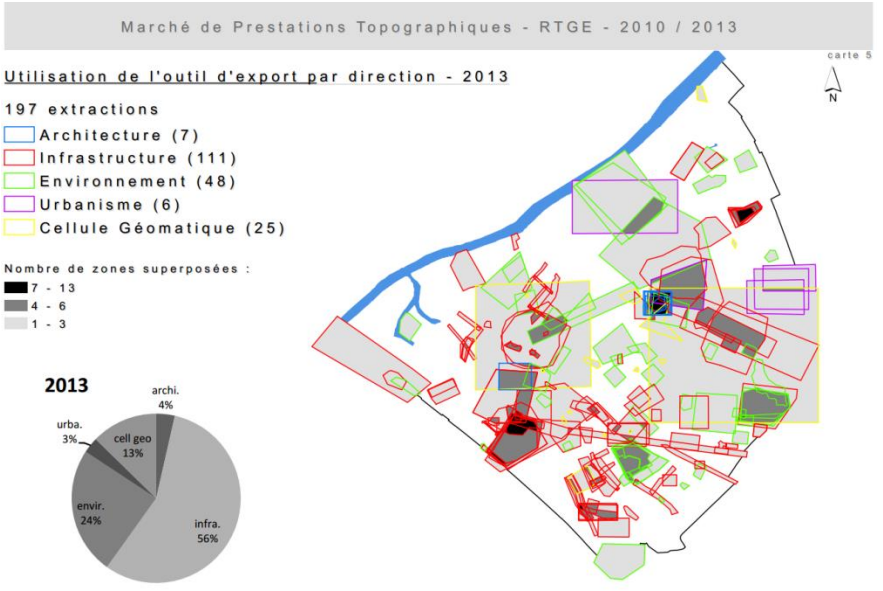 Marché de Prestations Topographiques - RTGE - 2010 / 2013
carte 5
Utilisation de l'outil d'export par direction - 2013
N
197 extractions
Architecture (7)
Infrastructure (111)
Environnement (48)
Urbanisme (6)
Cellule Géomatique (25)
Nombre de zones superposées :
7 - 13
4 - 6
1 - 3
2013
archi.
4%
urba.
3%
cell geo
13%
envir.
24%
infra.
56%